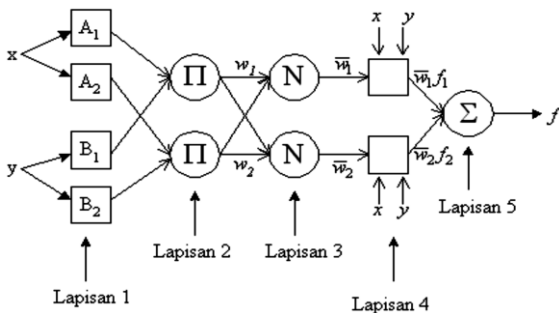 x y
A₁
x
A₂
Π w₁ N w̅₁ w̅₁f₁
Σ f
B₁
y
B₂
Π w₂ N w̅₂ w̅₂f₂
x y
Lapisan 5
Lapisan 2 Lapisan 3
Lapisan 1 Lapisan 4